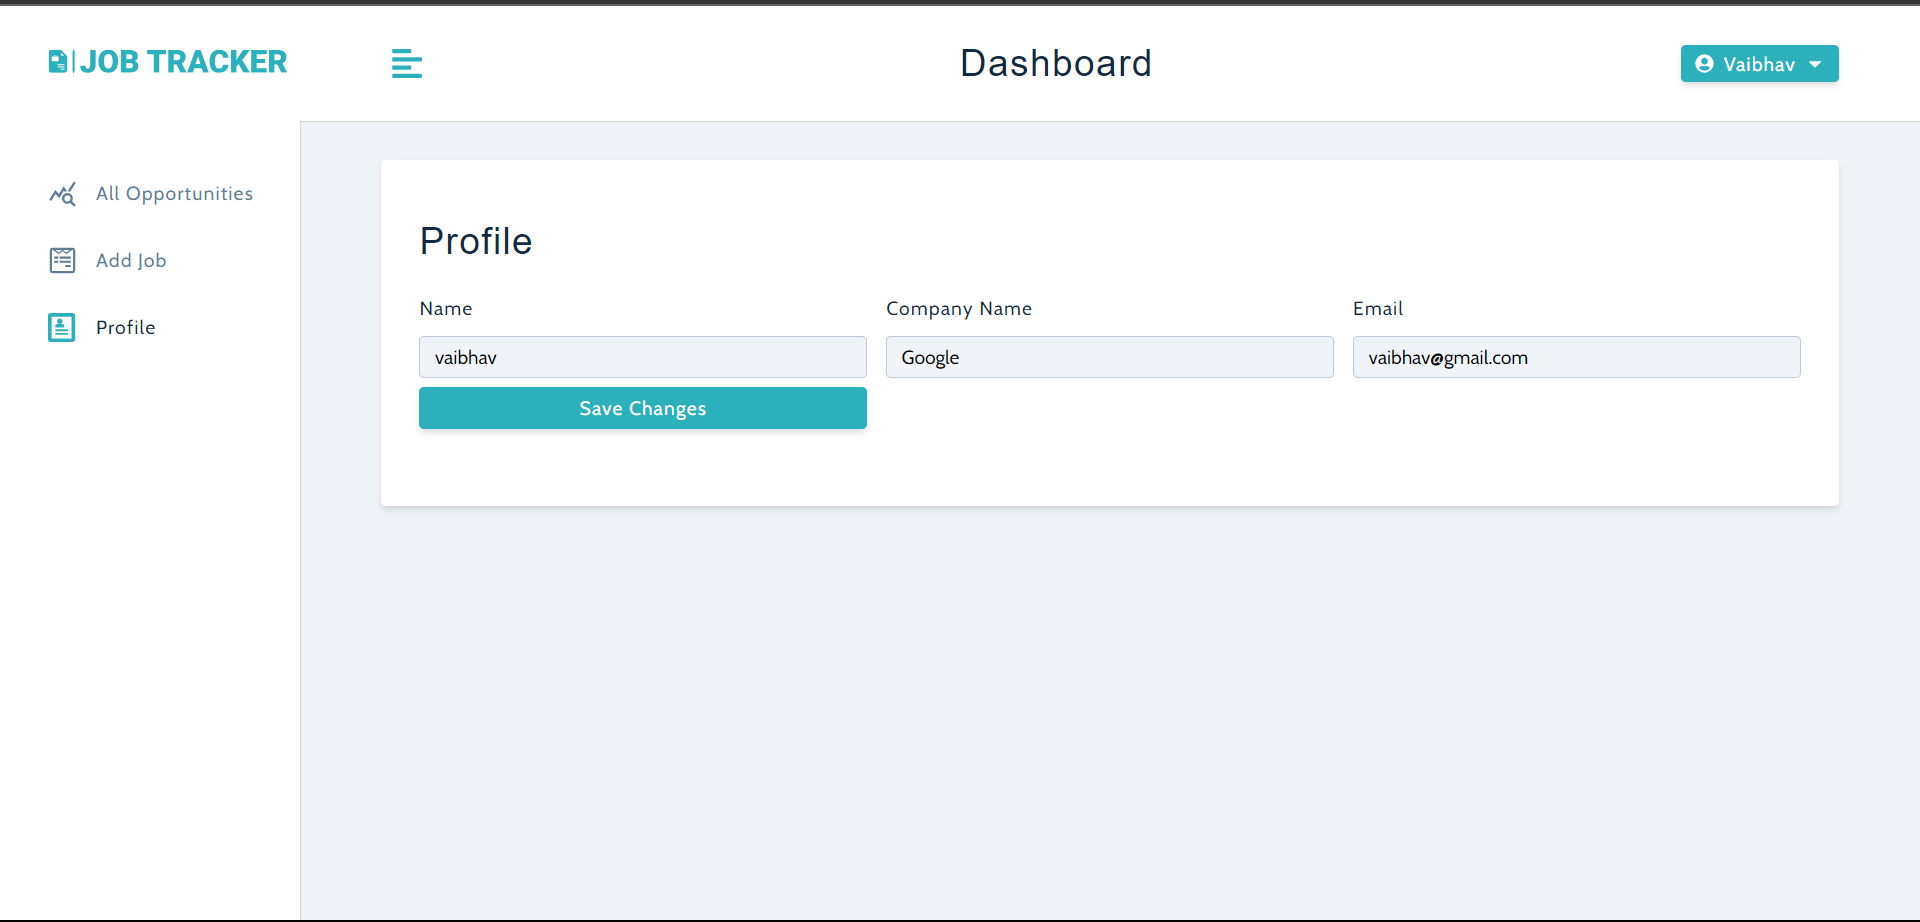 JOB TRACKER
Dashboard
Vaibhav
All Opportunities
Add Job
Profile
Profile
Name
Company Name
Email
vaibhav
Google
vaibhav@gmail.com
Save Changes